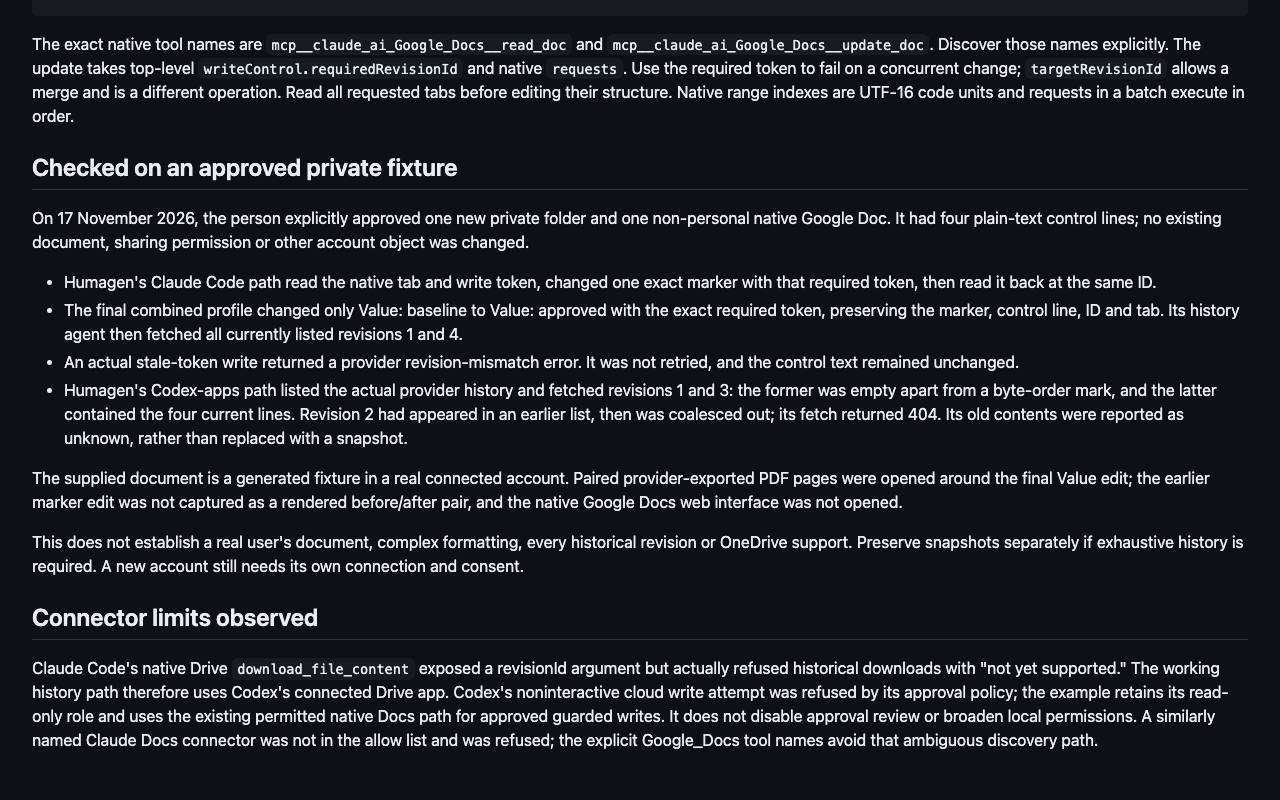 The exact native tool names are mcp__claude_ai_Google_Docs__read_doc and mcp__claude_ai_Google_Docs__update_doc. Discover those names explicitly. The
update takes top-level writeControl.requiredRevisionId and native requests. Use the required token to fail on a concurrent change; targetRevisionId allows a
merge and is a different operation. Read all requested tabs before editing their structure. Native range indexes are UTF-16 code units and requests in a batch execute in
order.
Checked on an approved private fixture
On 17 November 2026, the person explicitly approved one new private folder and one non-personal native Google Doc. It had four plain-text control lines; no existing
document, sharing permission or other account object was changed.
• Humagen's Claude Code path read the native tab and write token, changed one exact marker with that required token, then read it back at the same ID.
• The final combined profile changed only Value: baseline to Value: approved with the exact required token, preserving the marker, control line, ID and tab. Its history
agent then fetched all currently listed revisions 1 and 4.
• An actual stale-token write returned a provider revision-mismatch error. It was not retried, and the control text remained unchanged.
• Humagen's Codex-apps path listed the actual provider history and fetched revisions 1 and 3: the former was empty apart from a byte-order mark, and the latter
contained the four current lines. Revision 2 had appeared in an earlier list, then was coalesced out; its fetch returned 404. Its old contents were reported as
unknown, rather than replaced with a snapshot.
The supplied document is a generated fixture in a real connected account. Paired provider-exported PDF pages were opened around the final Value edit; the earlier
marker edit was not captured as a rendered before/after pair, and the native Google Docs web interface was not opened.
This does not establish a real user's document, complex formatting, every historical revision or OneDrive support. Preserve snapshots separately if exhaustive history is
required. A new account still needs its own connection and consent.
Connector limits observed
Claude Code's native Drive download_file_content exposed a revisionId argument but actually refused historical downloads with "not yet supported." The working
history path therefore uses Codex's connected Drive app. Codex's noninteractive cloud write attempt was refused by its approval policy; the example retains its read-
only role and uses the existing permitted native Docs path for approved guarded writes. It does not disable approval review or broaden local permissions. A similarly
named Claude Docs connector was not in the allow list and was refused; the explicit Google_Docs tool names avoid that ambiguous discovery path.